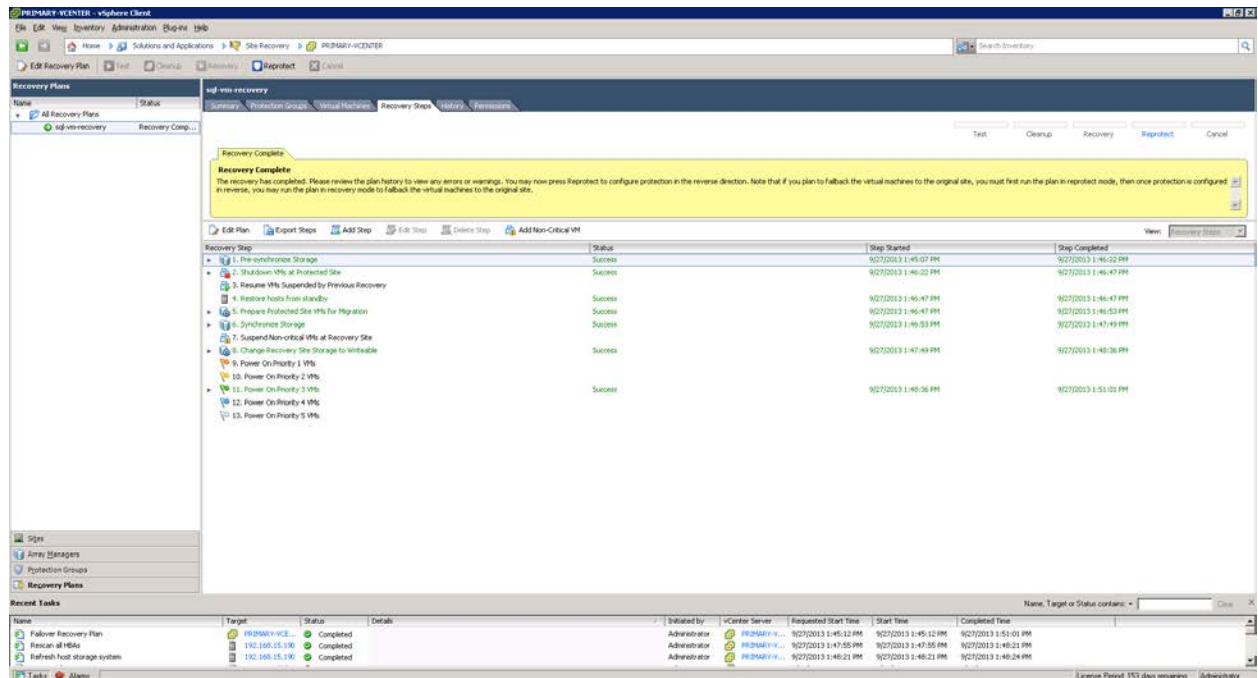 PRIMARY-VCENTER - vSphere Client
File Edit View Inventory Administration Plug-ins Help
Home Solutions and Applications Site Recovery PRIMARY-VCENTER Search Inventory
Edit Recovery Plan Test Cleanup Recovery Reprotect Cancel
Recovery Plans
Name Status
All Recovery Plans
sql-vm-recovery Recovery Comp...
sql-vm-recovery
Summary Protection Groups Virtual Machines Recovery Steps History Permissions
Test Cleanup Recovery Reprotect Cancel
Recovery Complete
Recovery Complete
The recovery has completed. Please review the plan history to view any errors or warnings. You may now press Reprotect to configure protection in the reverse direction. Note that if you plan to failback the virtual machines to the original site, you must first run the plan in reprotect mode, then once protection is configured
in reverse, you may run the plan in recovery mode to failback the virtual machines to the original site.
Edit Plan Export Steps Add Step Edit Step Delete Step Add Non-Critical VM View: Recovery Steps
Recovery Step Status Step Started Step Completed
1. Pre-synchronize Storage Success 9/27/2013 1:45:07 PM 9/27/2013 1:46:22 PM
2. Shutdown VMs at Protected Site Success 9/27/2013 1:46:22 PM 9/27/2013 1:46:47 PM
3. Resume VMs Suspended by Previous Recovery
4. Restore hosts from standby Success 9/27/2013 1:46:47 PM 9/27/2013 1:46:47 PM
5. Prepare Protected Site VMs for Migration Success 9/27/2013 1:46:47 PM 9/27/2013 1:46:53 PM
6. Synchronize Storage Success 9/27/2013 1:46:53 PM 9/27/2013 1:47:49 PM
7. Suspend Non-critical VMs at Recovery Site
8. Change Recovery Site Storage to Writeable Success 9/27/2013 1:47:49 PM 9/27/2013 1:48:36 PM
9. Power On Priority 1 VMs
10. Power On Priority 2 VMs
11. Power On Priority 3 VMs Success 9/27/2013 1:48:36 PM 9/27/2013 1:51:01 PM
12. Power On Priority 4 VMs
13. Power On Priority 5 VMs
Sites
Array Managers
Protection Groups
Recovery Plans
Recent Tasks Name, Target or Status contains: Clear
Name Target Status Details Initiated by vCenter Server Requested Start Time Start Time Completed Time
Failover Recovery Plan PRIMARY-VCE... Completed Administrator PRIMARY-V... 9/27/2013 1:45:12 PM 9/27/2013 1:45:12 PM 9/27/2013 1:51:01 PM
Rescan all HBAs 192.168.15.190 Completed Administrator PRIMARY-V... 9/27/2013 1:47:55 PM 9/27/2013 1:47:55 PM 9/27/2013 1:48:21 PM
Refresh host storage system 192.168.15.190 Completed Administrator PRIMARY-V... 9/27/2013 1:48:21 PM 9/27/2013 1:48:21 PM 9/27/2013 1:48:24 PM
Tasks Alarms License Period: 153 days remaining Administrator